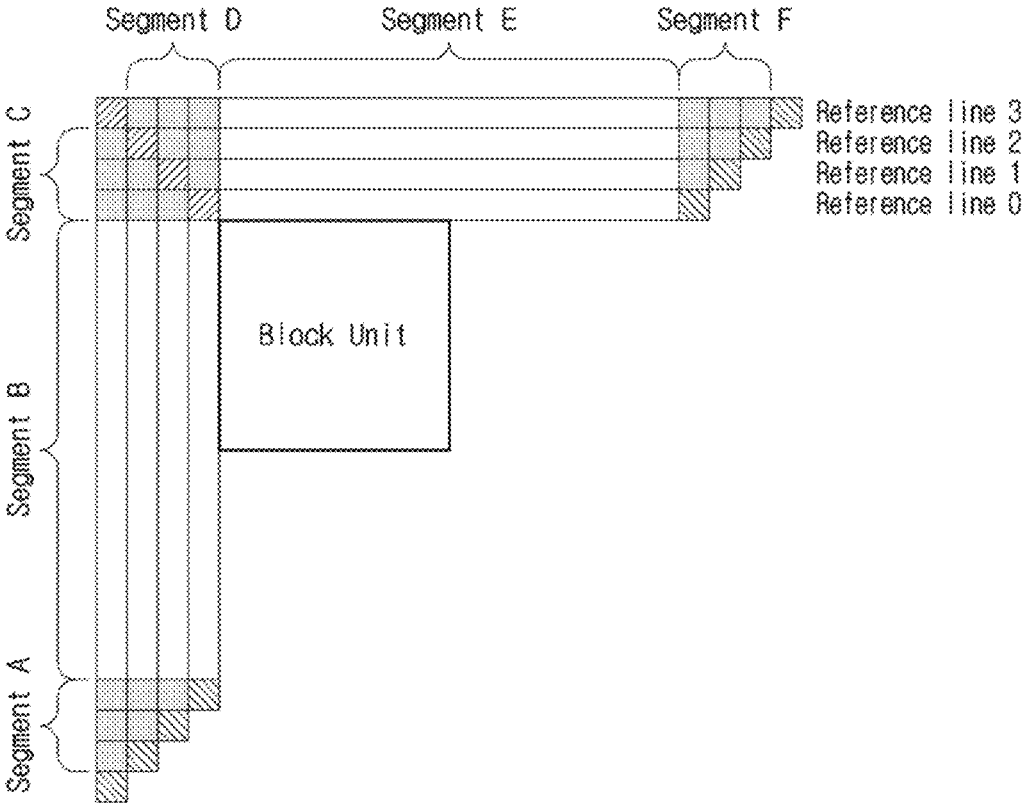 Segment D
Segment E
Segment F
Segment C
Reference line 3
Reference line 2
Reference line 1
Reference line 0
Block Unit
Segment B
Segment A